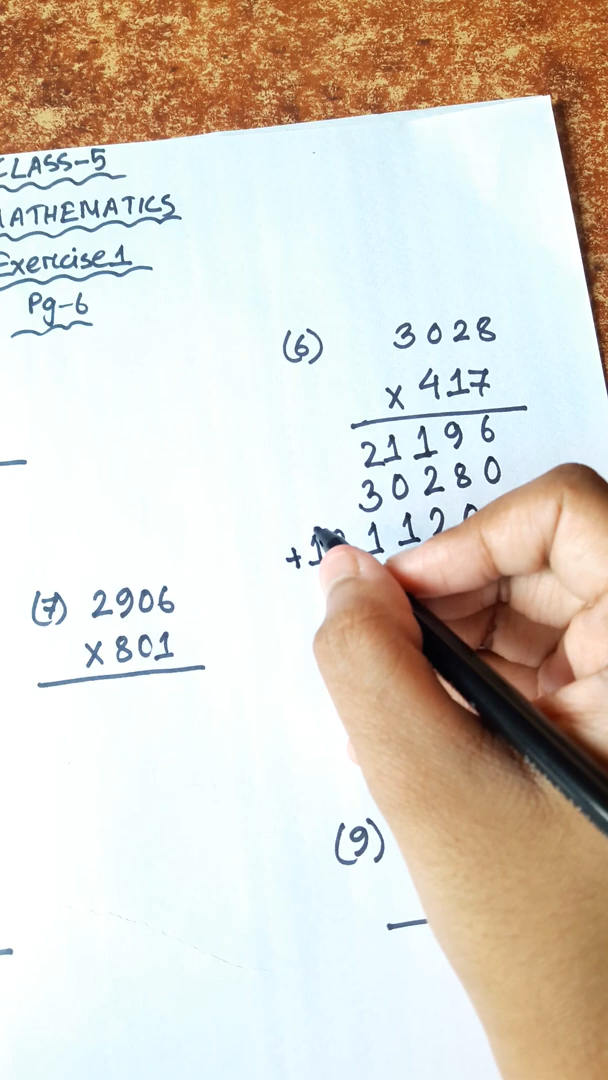 CLASS-5
MATHEMATICS
Exercise 1
Pg-6
(6) 3028
x 417
21196
30280
(7) 2906
x 801
(9)